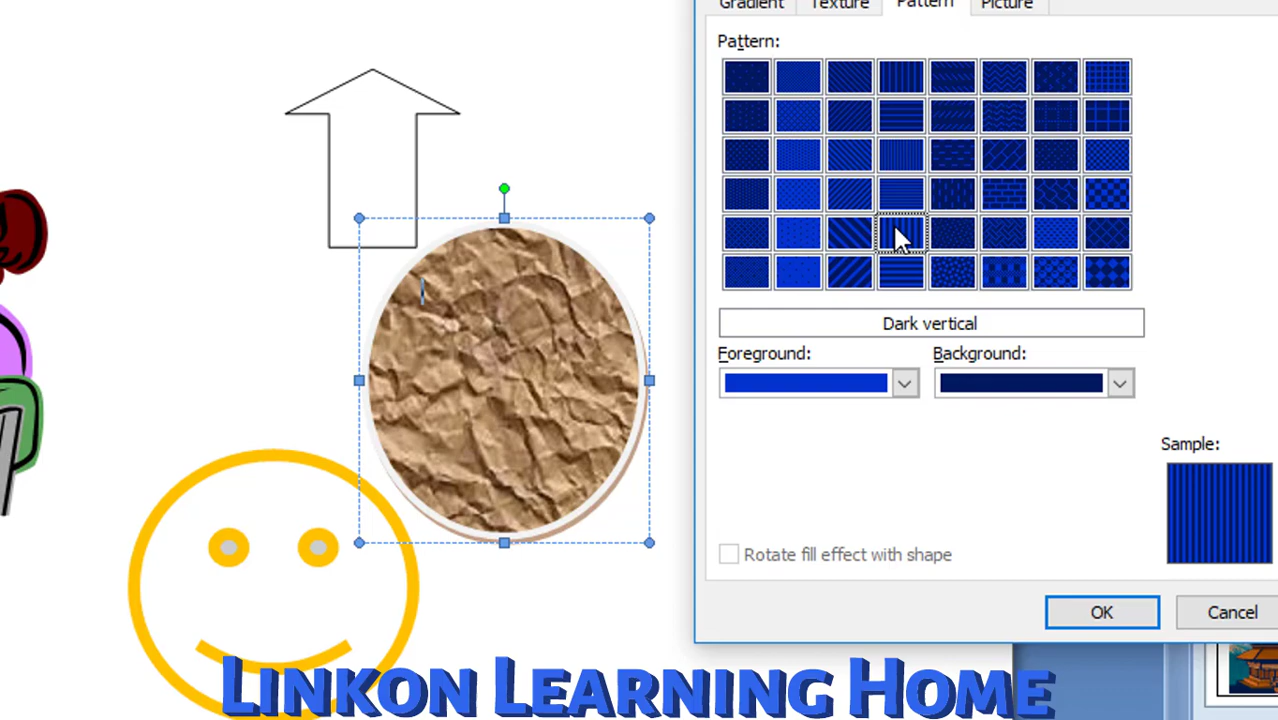 Gradient Texture Pattern Picture
Pattern:
Dark vertical
Foreground: Background:
Sample:
Rotate fill effect with shape
OK Cancel
LINKON LEARNING HOME